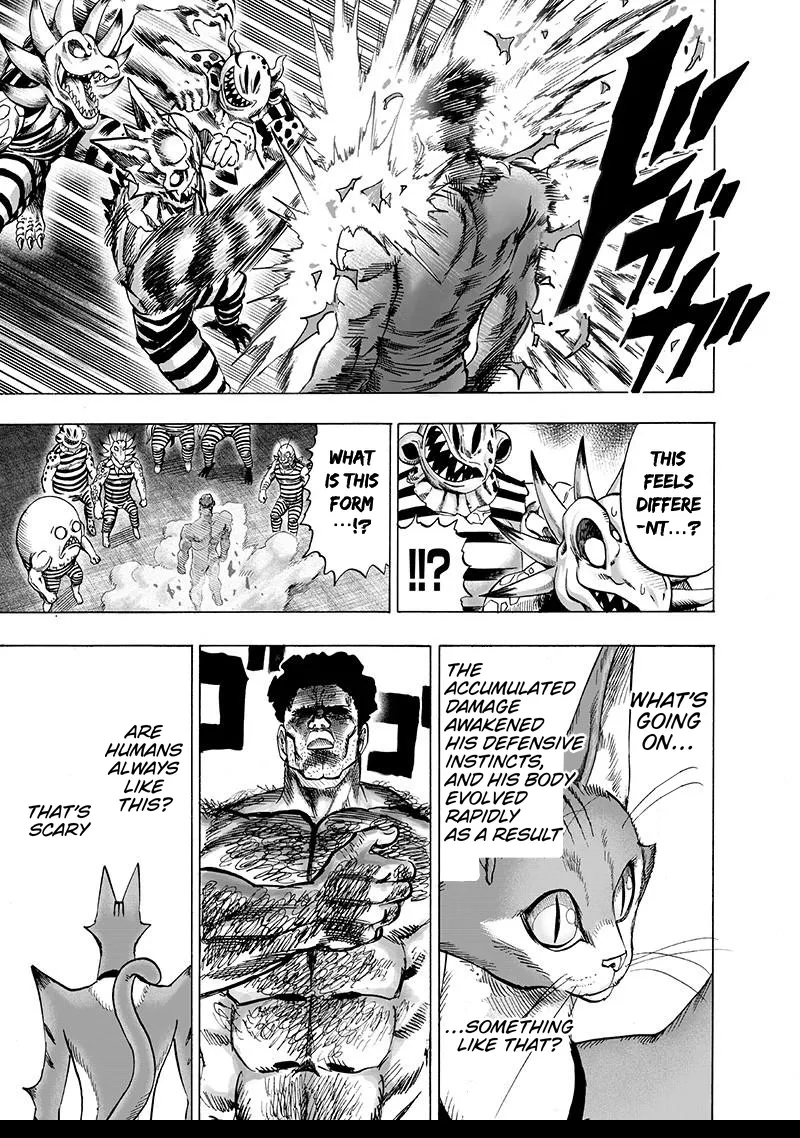 ドガガッ
THIS
FEELS
DIFFERE
-NT...?
!!?
WHAT
IS THIS
FORM
...!?
WHAT'S
GOING
ON...
THE
ACCUMULATED
DAMAGE
AWAKENED
HIS DEFENSIVE
INSTINCTS,
AND HIS BODY
EVOLVED
RAPIDLY
AS A RESULT
...SOMETHING
LIKE THAT?
ゴゴ
ARE
HUMANS
ALWAYS
LIKE
THIS?
THAT'S
SCARY